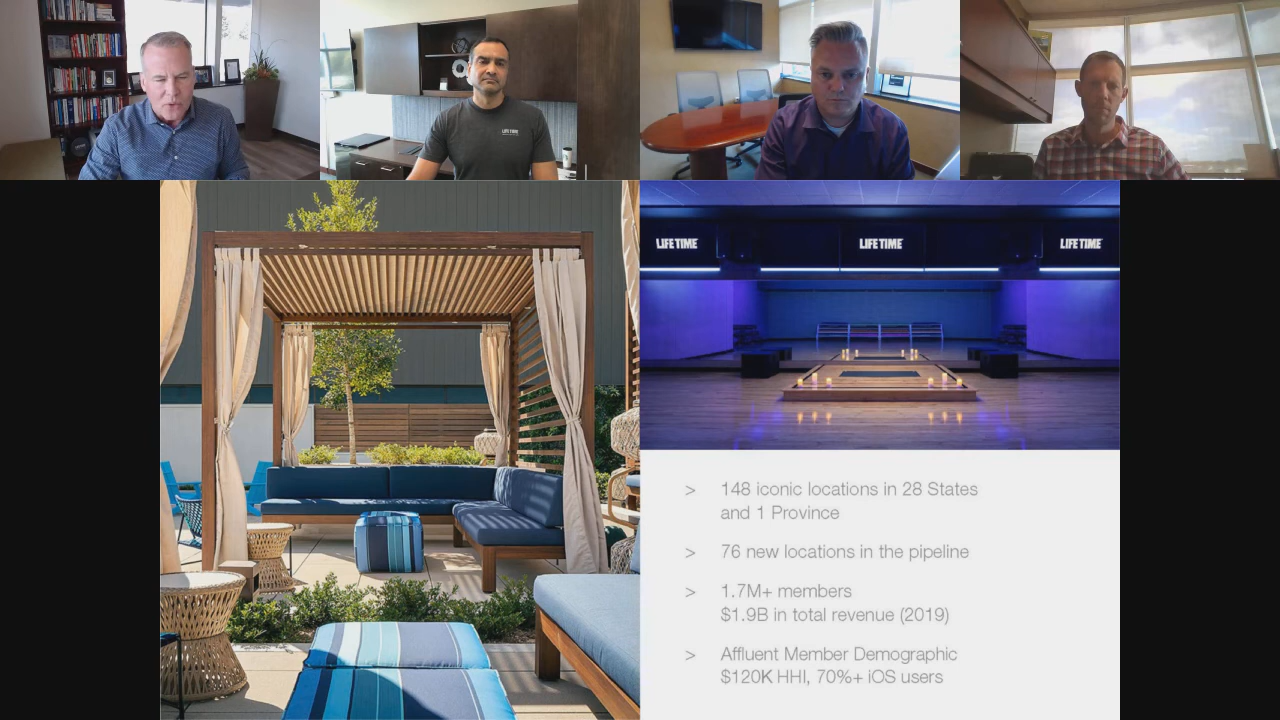 LIFE TIME
LIFE TIME
LIFE TIME
LIFE TIME
> 148 iconic locations in 28 States
and 1 Province
> 76 new locations in the pipeline
> 1.7M+ members
$1.9B in total revenue (2019)
> Affluent Member Demographic
$120K HHI, 70%+ iOS users